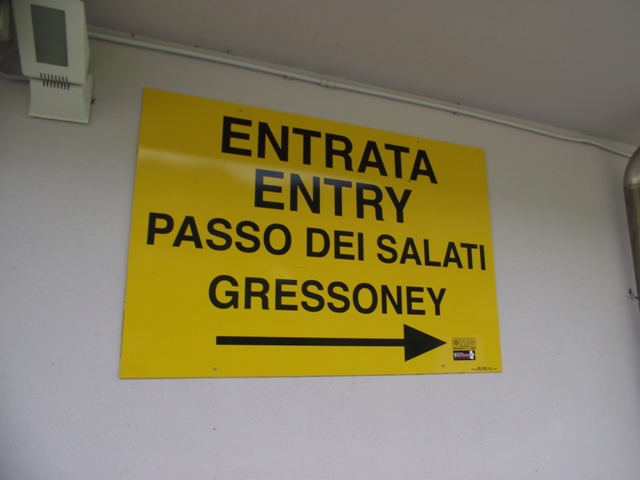 ENTRATA
ENTRY
PASSO DEI SALATI
GRESSONEY